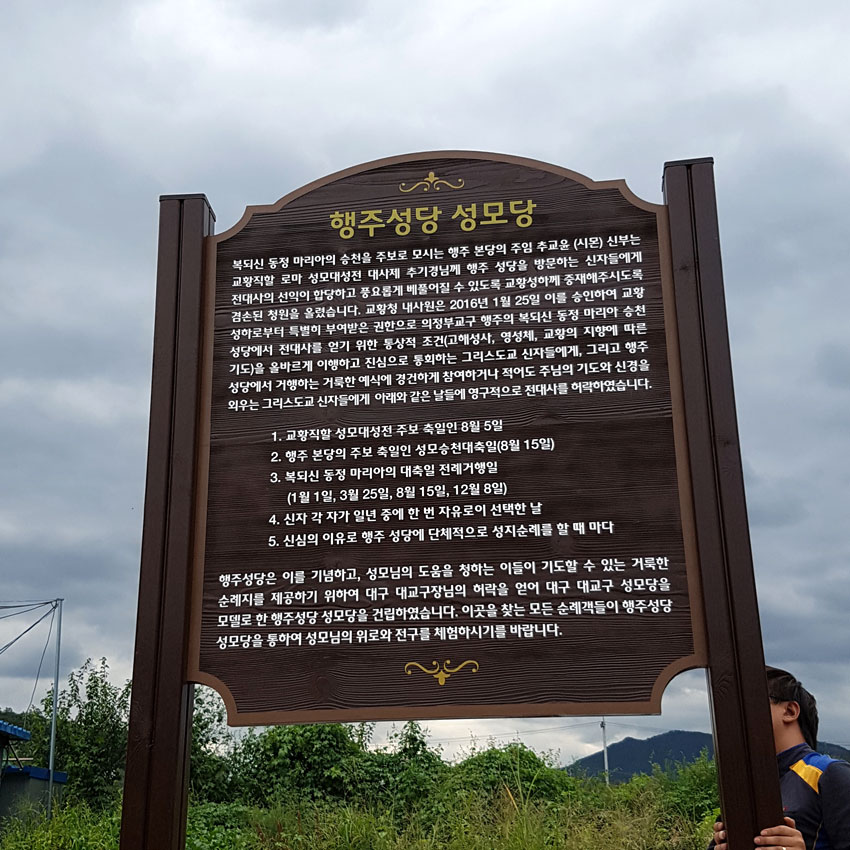 행주성당 성모당
복되신 동정 마리아의 승천을 주보로 모시는 행주 본당의 주임 추교윤 (시몬) 신부는
교황직할 로마 성모대성전 대사제 추기경님께 행주 성당을 방문하는 신자들에게
전대사의 선익이 합당하고 풍요롭게 베풀어질 수 있도록 교황성하께 중재해주시도록
겸손된 청원을 올렸습니다. 교황청 내사원은 2016년 1월 25일 이를 승인하여 교황
성하로부터 특별히 부여받은 권한으로 의정부교구 행주의 복되신 동정 마리아 승천
성당에서 전대사를 얻기 위한 통상적 조건(고해성사, 영성체, 교황의 지향에 따른
기도)을 올바르게 이행하고 진심으로 통회하는 그리스도교 신자들에게, 그리고 행주
성당에서 거행하는 거룩한 예식에 경건하게 참여하거나 적어도 주님의 기도와 신경을
외우는 그리스도교 신자들에게 아래와 같은 날들에 영구적으로 전대사를 허락하였습니다.
1. 교황직할 성모대성전 주보 축일인 8월 5일
2. 행주 본당의 주보 축일인 성모승천대축일(8월 15일)
3. 복되신 동정 마리아의 대축일 전례거행일
(1월 1일, 3월 25일, 8월 15일, 12월 8일)
4. 신자 각 자가 일년 중에 한 번 자유로이 선택한 날
5. 신심의 이유로 행주 성당에 단체적으로 성지순례를 할 때 마다
행주성당은 이를 기념하고, 성모님의 도움을 청하는 이들이 기도할 수 있는 거룩한
순례지를 제공하기 위하여 대구 대교구장님의 허락을 얻어 대구 대교구 성모당을
모델로 한 행주성당 성모당을 건립하였습니다. 이곳을 찾는 모든 순례객들이 행주성당
성모당을 통하여 성모님의 위로와 전구를 체험하시기를 바랍니다.